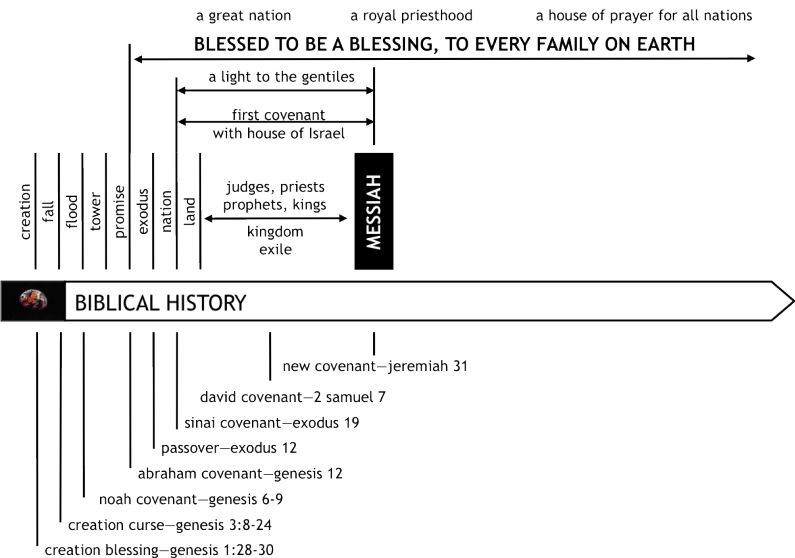 a great nation
a royal priesthood
a house of prayer for all nations
BLESSED TO BE A BLESSING, TO EVERY FAMILY ON EARTH
a light to the gentiles
first covenant
with house of Israel
creation
fall
flood
tower
promise
exodus
nation
land
judges, priests
prophets, kings
kingdom
exile
MESSIAH
BIBLICAL HISTORY
new covenant—jeremiah 31
david covenant—2 samuel 7
sinai covenant—exodus 19
passover—exodus 12
abraham covenant—genesis 12
noah covenant—genesis 6-9
creation curse—genesis 3:8-24
creation blessing—genesis 1:28-30